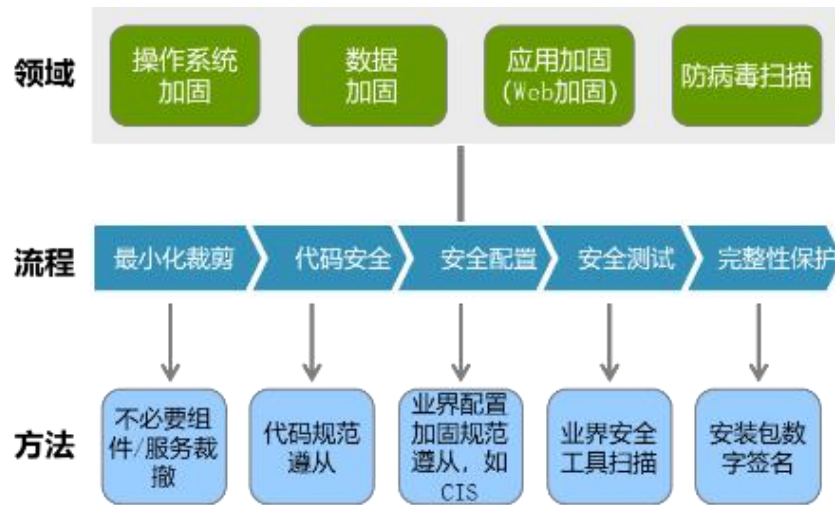 领域
操作系统
加固
数据
加固
应用加固
(Web加固)
防病毒扫描
流程
最小化裁剪
代码安全
安全配置
安全测试
完整性保护
方法
不必要组
件/服务裁
撤
代码规范
遵从
业界配置
加固规范
遵从，如
CIS
业界安全
工具扫描
安装包数
字签名